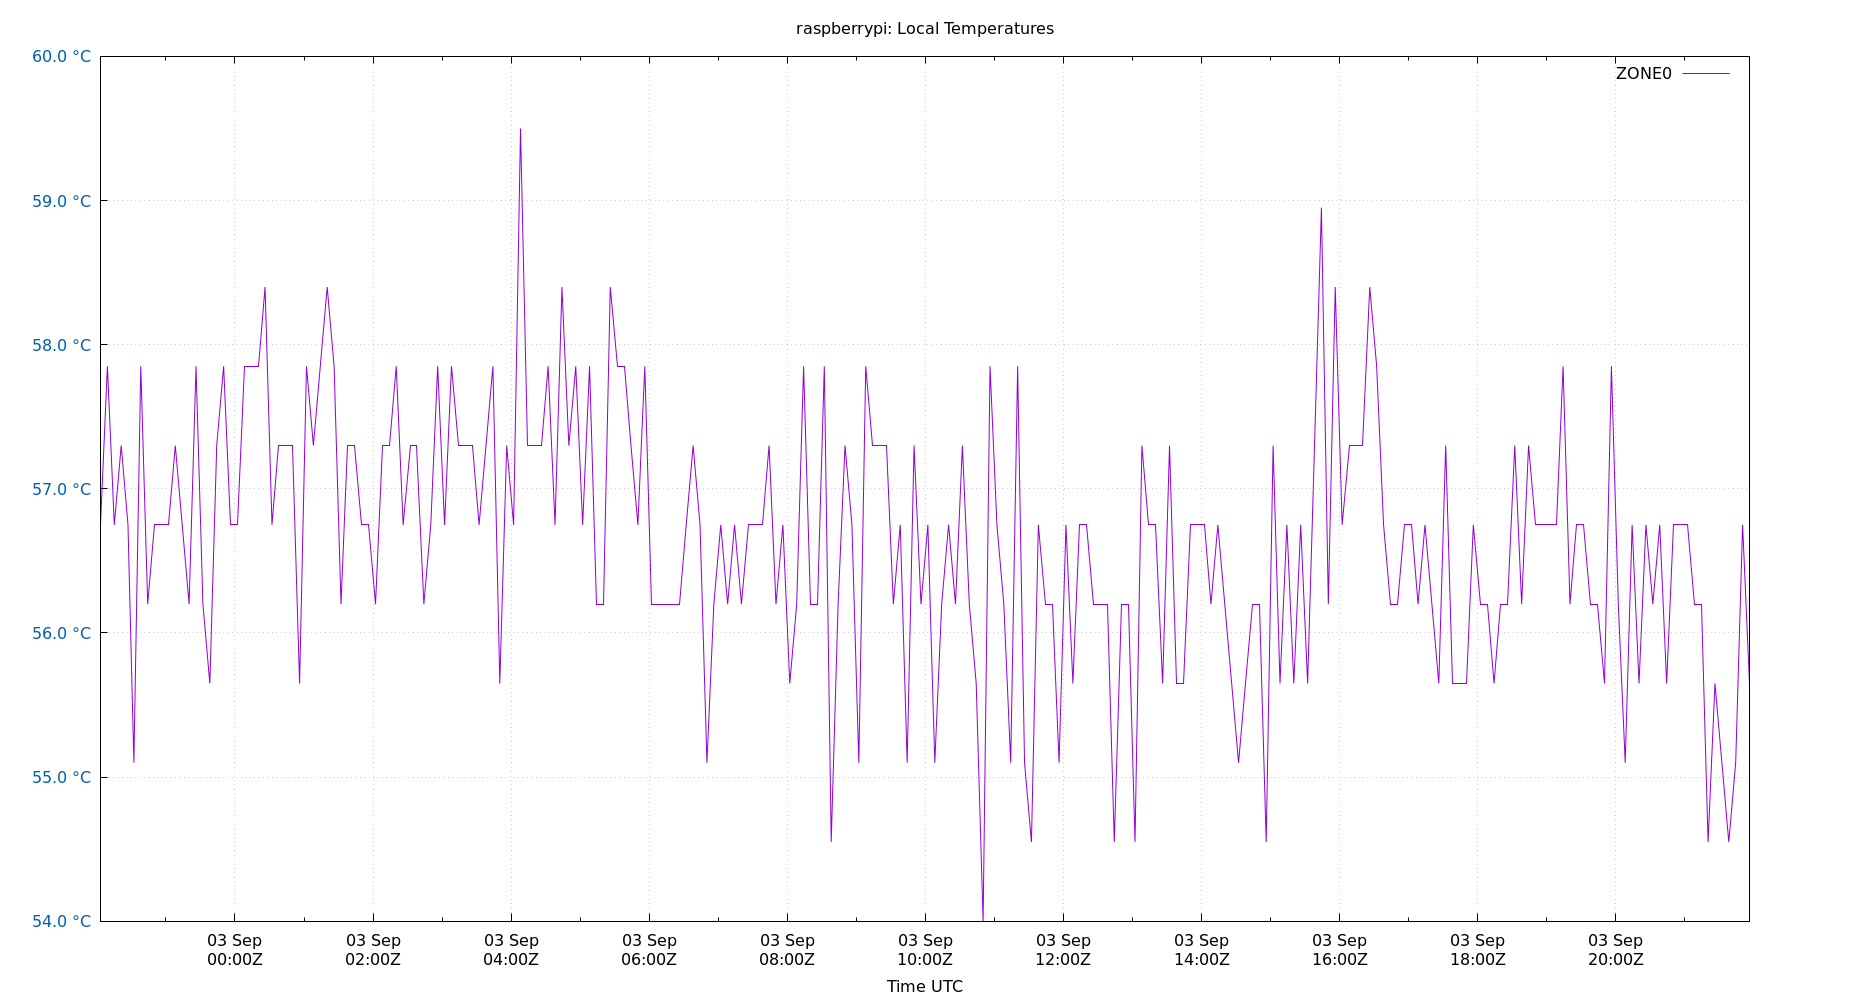 raspberrypi: Local Temperatures
60.0 °C
ZONE0
59.0 °C
58.0 °C
57.0 °C
56.0 °C
55.0 °C
54.0 °C
03 Sep 03 Sep 03 Sep 03 Sep 03 Sep 03 Sep 03 Sep 03 Sep 03 Sep 03 Sep 03 Sep
00:00Z 02:00Z 04:00Z 06:00Z 08:00Z 10:00Z 12:00Z 14:00Z 16:00Z 18:00Z 20:00Z
Time UTC